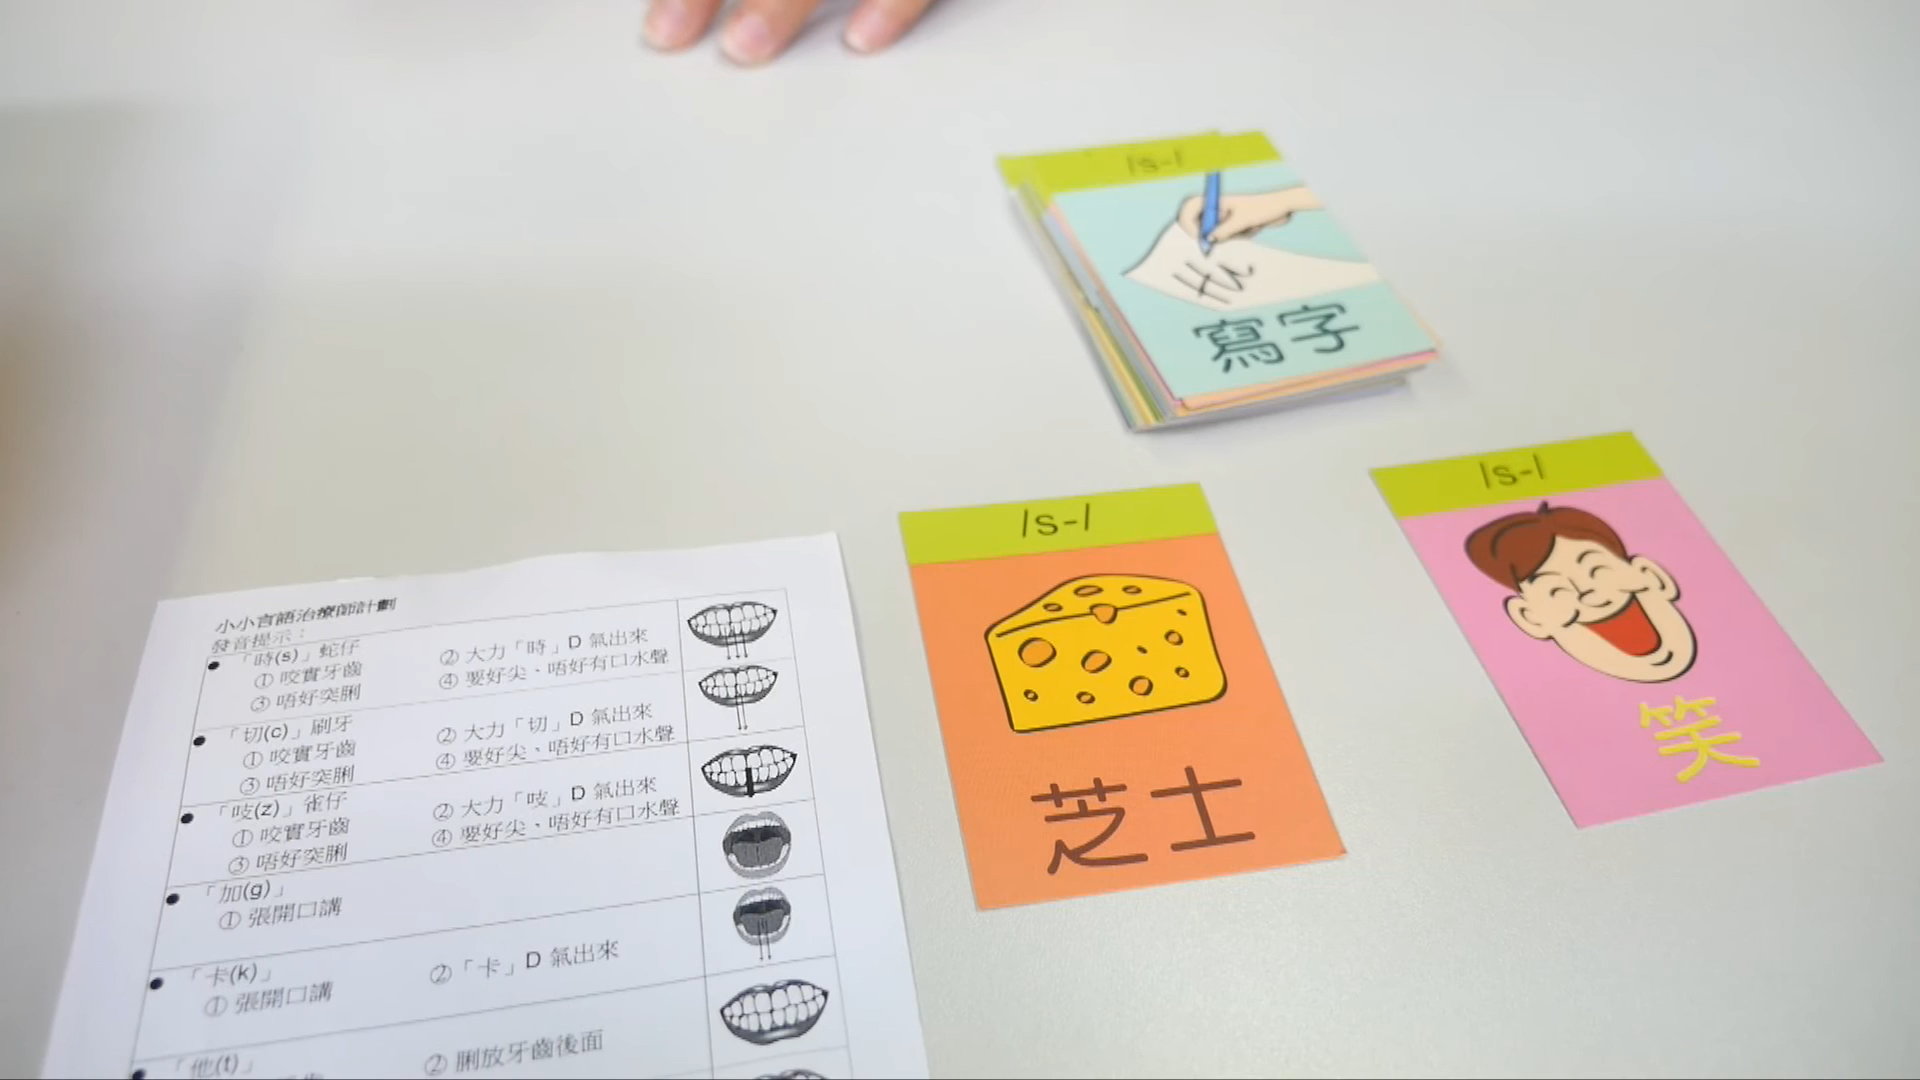 /s-/
寫字
/s-/
芝士
/s-/
笑
小小言語治療師計劃
發音提示：
● 「時(s)」蛇仔
① 咬實牙齒 ② 大力「時」D 氣出來
③ 唔好突脷 ④ 要好尖、唔好有口水聲
● 「切(c)」刷牙
① 咬實牙齒 ② 大力「切」D 氣出來
③ 唔好突脷 ④ 要好尖、唔好有口水聲
● 「吱(z)」雀仔
① 咬實牙齒 ② 大力「吱」D 氣出來
③ 唔好突脷 ④ 要好尖、唔好有口水聲
● 「加(g)」
① 張開口講
● 「卡(k)」
① 張開口講 ②「卡」D 氣出來
● 「他(t)」
② 脷放牙齒後面